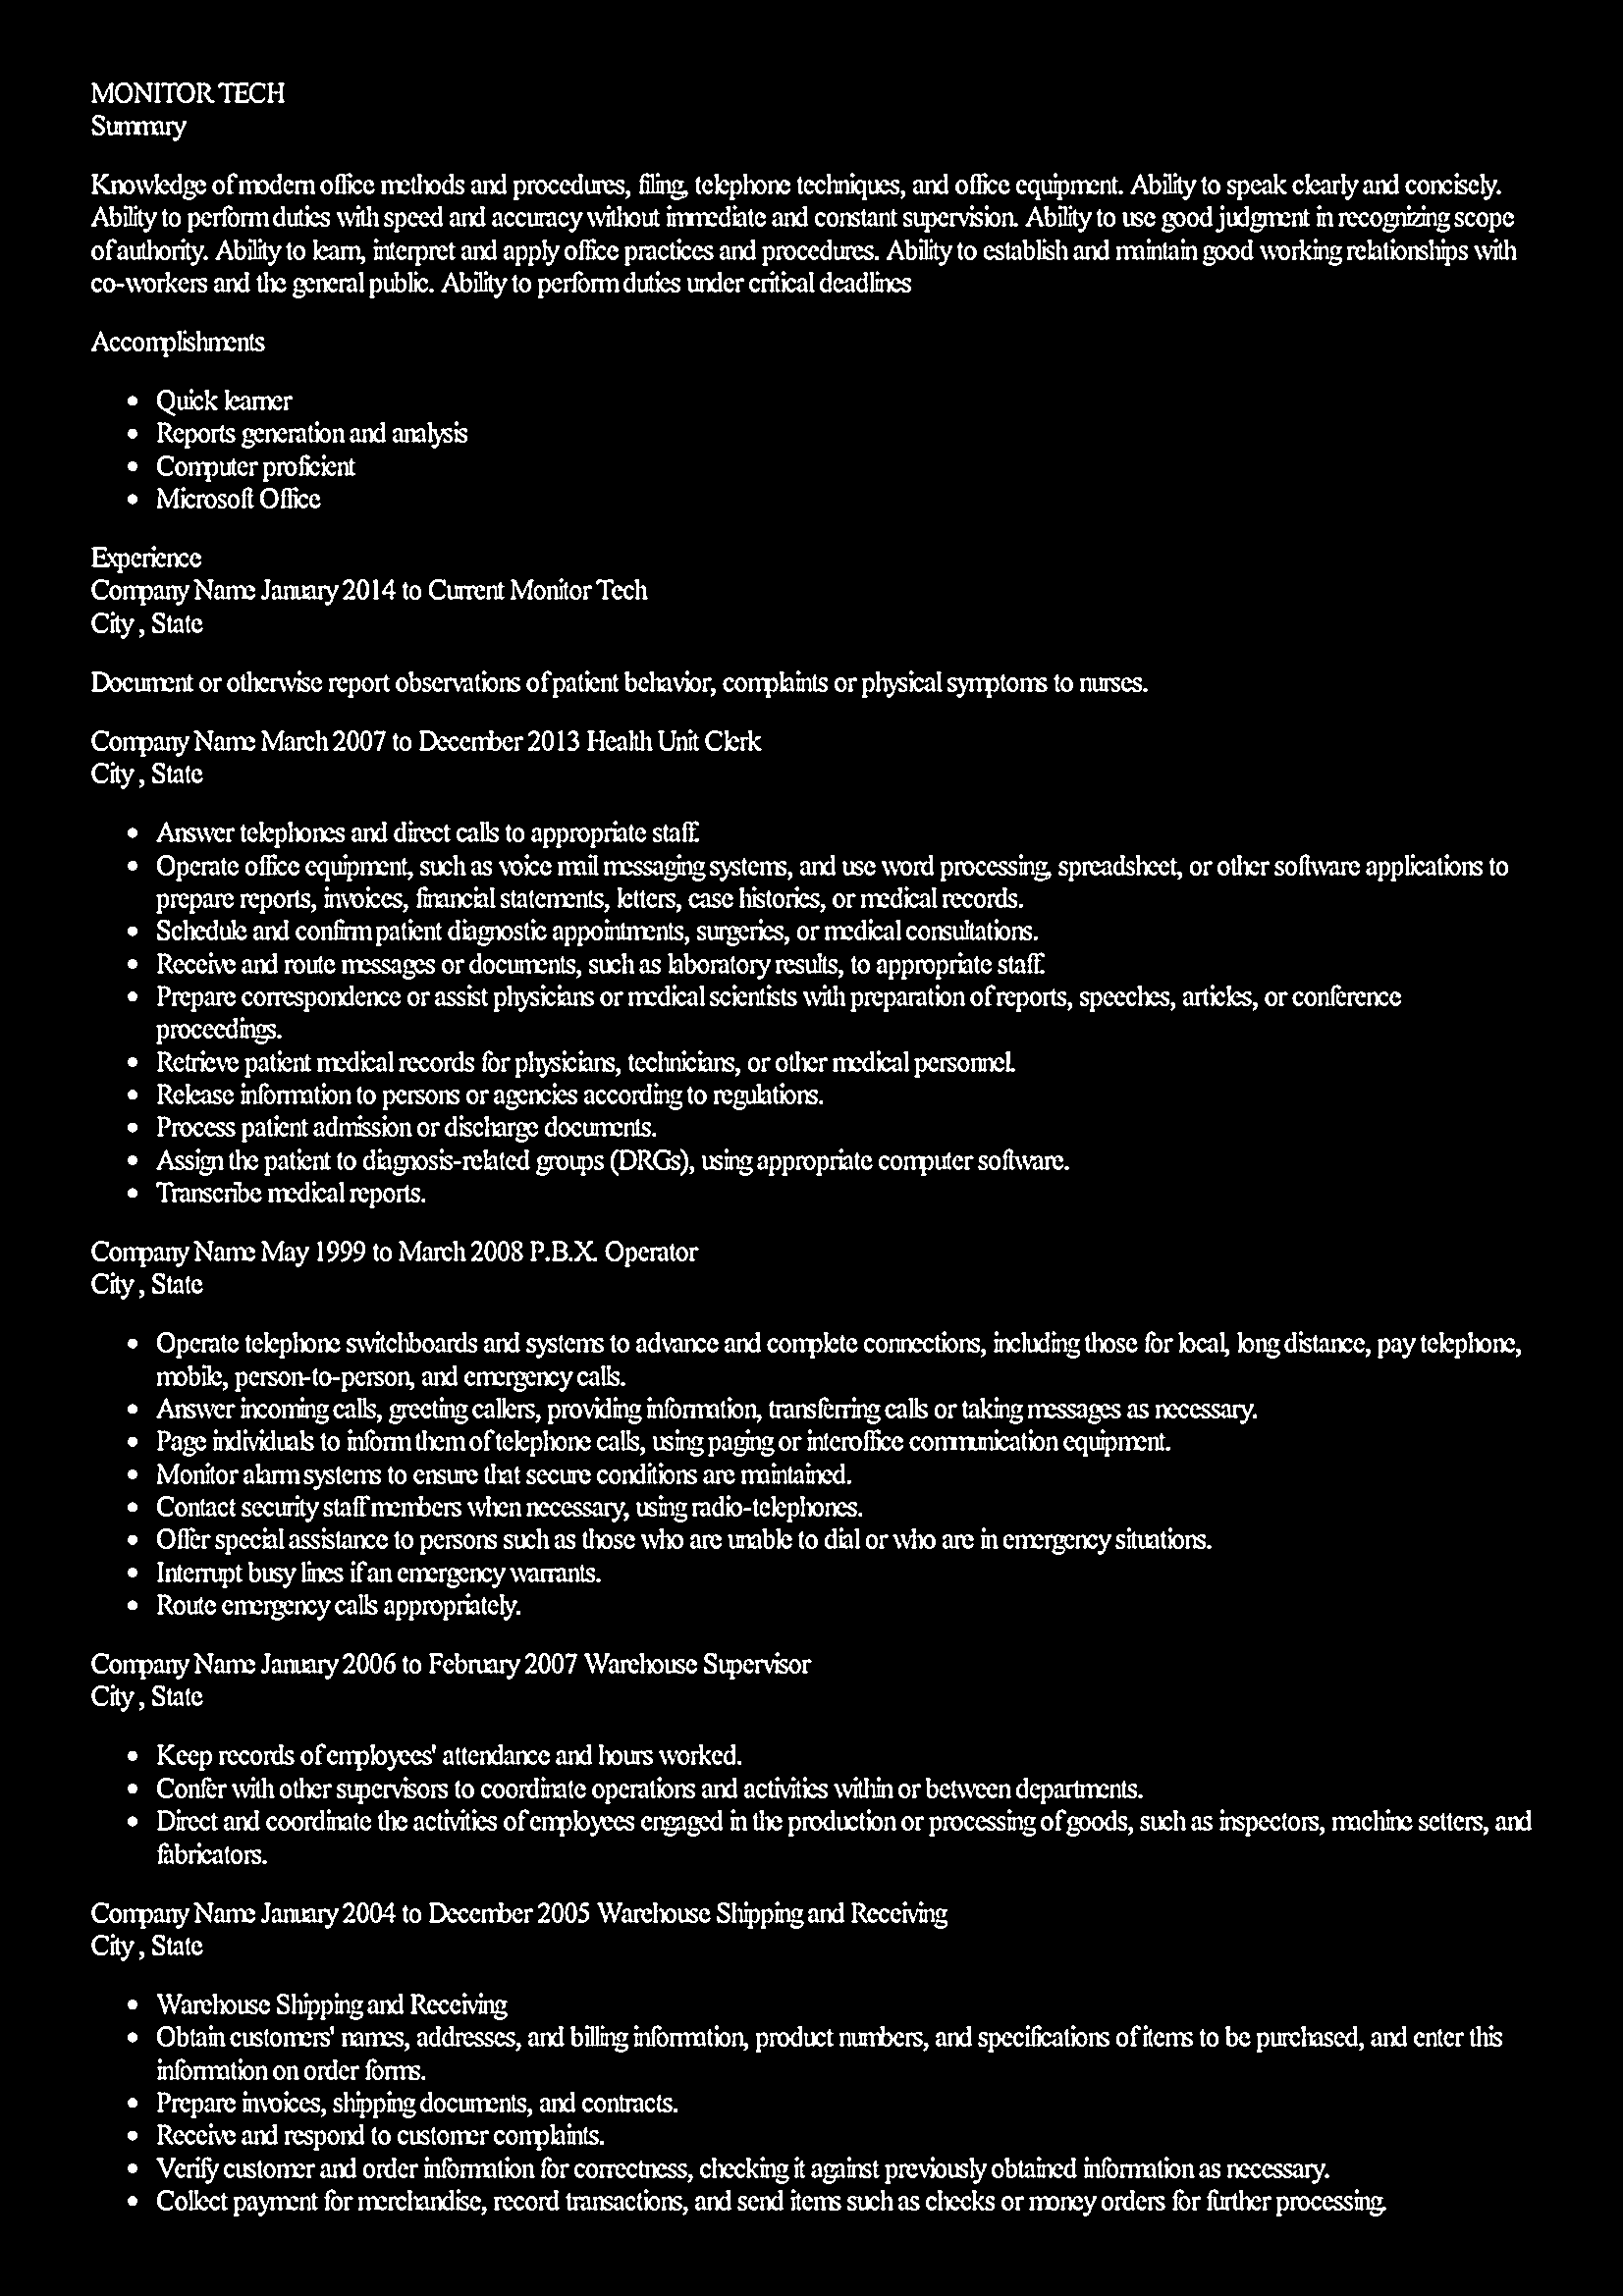 MONITOR TECH
Summary
Knowledge of modern office methods and procedures, filing, telephone techniques, and office equipment. Ability to speak clearly and concisely.
Ability to perform duties with speed and accuracy without immediate and constant supervision. Ability to use good judgment in recognizing scope
of authority. Ability to learn, interpret and apply office practices and procedures. Ability to establish and maintain good working relationships with
co-workers and the general public. Ability to perform duties under critical deadlines
Accomplishments
• Quick learner
• Reports generation and analysis
• Computer proficient
• Microsoft Office
Experience
Company Name January 2014 to Current Monitor Tech
City , State
Document or otherwise report observations of patient behavior, complaints or physical symptoms to nurses.
Company Name March 2007 to December 2013 Health Unit Clerk
City , State
• Answer telephones and direct calls to appropriate staff.
• Operate office equipment, such as voice mail messaging systems, and use word processing, spreadsheet, or other software applications to
prepare reports, invoices, financial statements, letters, case histories, or medical records.
• Schedule and confirm patient diagnostic appointments, surgeries, or medical consultations.
• Receive and route messages or documents, such as laboratory results, to appropriate staff.
• Prepare correspondence or assist physicians or medical scientists with preparation of reports, speeches, articles, or conference
proceedings.
• Retrieve patient medical records for physicians, technicians, or other medical personnel.
• Release information to persons or agencies according to regulations.
• Process patient admission or discharge documents.
• Assign the patient to diagnosis-related groups (DRGs), using appropriate computer software.
• Transcribe medical reports.
Company Name May 1999 to March 2008 P.B.X. Operator
City , State
• Operate telephone switchboards and systems to advance and complete connections, including those for local, long distance, pay telephone,
mobile, person-to-person, and emergency calls.
• Answer incoming calls, greeting callers, providing information, transferring calls or taking messages as necessary.
• Page individuals to inform them of telephone calls, using paging or interoffice communication equipment.
• Monitor alarm systems to ensure that secure conditions are maintained.
• Contact security staff members when necessary, using radio-telephones.
• Offer special assistance to persons such as those who are unable to dial or who are in emergency situations.
• Interrupt busy lines if an emergency warrants.
• Route emergency calls appropriately.
Company Name January 2006 to February 2007 Warehouse Supervisor
City , State
• Keep records of employees' attendance and hours worked.
• Confer with other supervisors to coordinate operations and activities within or between departments.
• Direct and coordinate the activities of employees engaged in the production or processing of goods, such as inspectors, machine setters, and
fabricators.
Company Name January 2004 to December 2005 Warehouse Shipping and Receiving
City , State
• Warehouse Shipping and Receiving
• Obtain customers' names, addresses, and billing information, product numbers, and specifications of items to be purchased, and enter this
information on order forms.
• Prepare invoices, shipping documents, and contracts.
• Receive and respond to customer complaints.
• Verify customer and order information for correctness, checking it against previously obtained information as necessary.
• Collect payment for merchandise, record transactions, and send items such as checks or money orders for further processing.